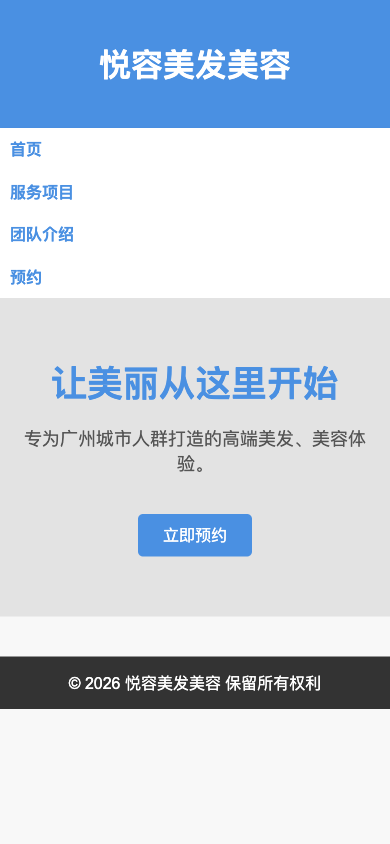 悦容美发美容
首页
服务项目
团队介绍
预约
让美丽从这里开始
专为广州城市人群打造的高端美发、美容体
验。
立即预约
© 2026 悦容美发美容 保留所有权利